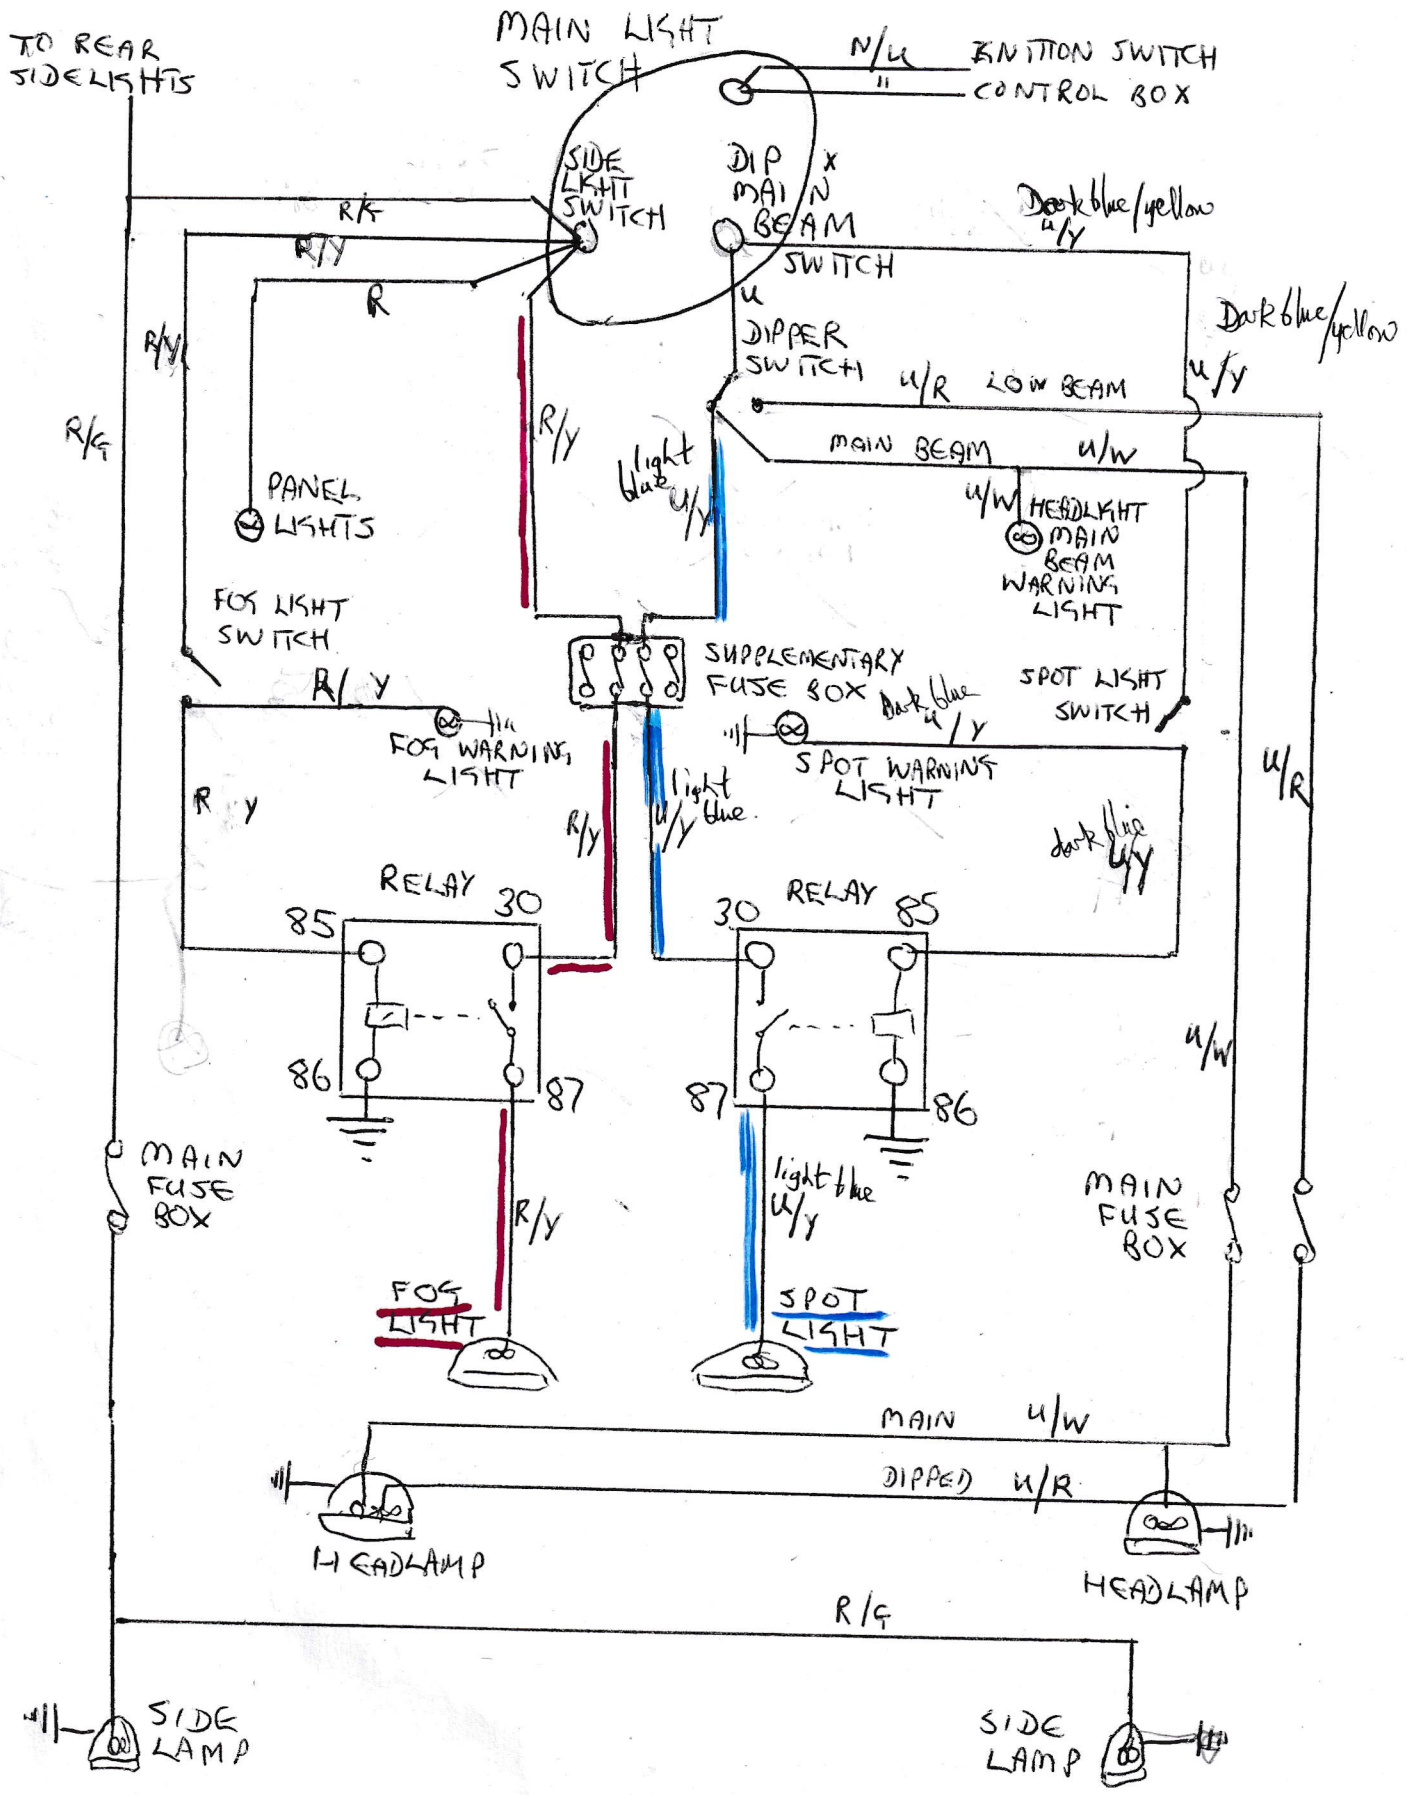 MAIN LIGHT
SWITCH
TO REAR
SIDELIGHTS
N/U
IGNITION SWITCH
"
CONTROL BOX
SIDE
LIGHT
SWITCH
DIP x
MAIN
BEAM
SWITCH
R/G
R/Y
R
Dark blue/yellow
U/Y
U
DIPPER
SWITCH
Dark blue/yellow
U/Y
R/Y
R/G
R/Y
U/R LOW BEAM
MAIN BEAM U/W
light
blue
U/Y
U/W
HEADLIGHT
MAIN
BEAM
WARNING
LIGHT
PANEL
LIGHTS
FOG LIGHT
SWITCH
R/Y
FOG WARNING
LIGHT
SUPPLEMENTARY
FUSE BOX
Dark blue
U/Y
SPOT LIGHT
SWITCH
SPOT WARNING
LIGHT
R Y
R/Y
light
blue.
U/Y
dark blue
U/Y
U/R
RELAY
85
30
86
87
RELAY
30
85
87
86
U/W
MAIN
FUSE
BOX
R/Y
light blue
U/Y
MAIN
FUSE
BOX
FOG
LIGHT
SPOT
LIGHT
MAIN U/W
DIPPED U/R
HEADLAMP
HEADLAMP
R/G
SIDE
LAMP
SIDE
LAMP